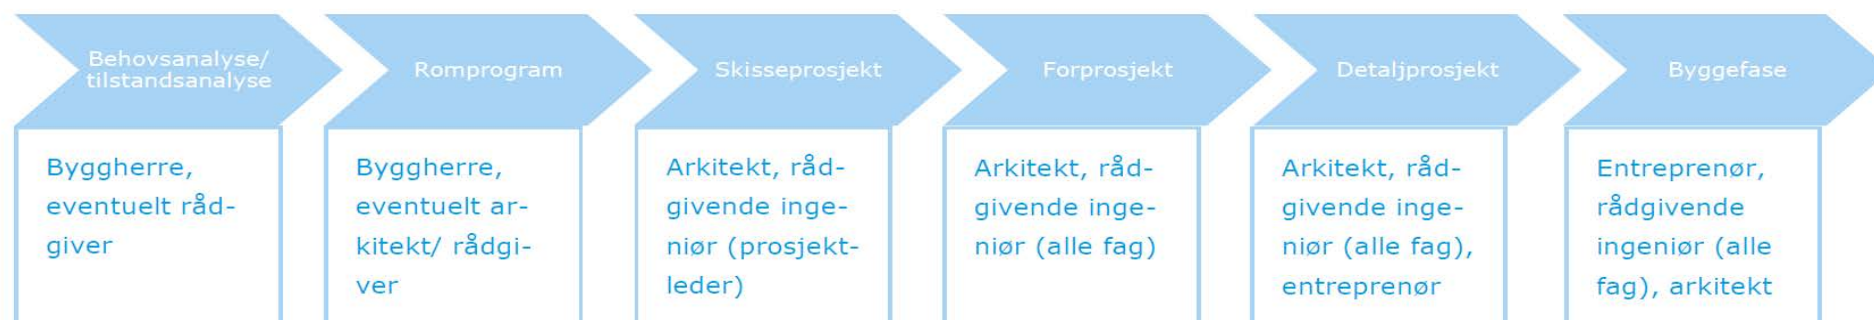 Behovsanalyse/
tilstandsanalyse
Romprogram
Skisseprosjekt
Forprosjekt
Detaljprosjekt
Byggefase
Byggherre,
eventuelt råd-
giver
Byggherre,
eventuelt ar-
kitekt/ rådgi-
ver
Arkitekt, råd-
givende inge-
niør (prosjekt-
leder)
Arkitekt, råd-
givende inge-
niør (alle fag)
Arkitekt, råd-
givende inge-
niør (alle fag),
entreprenør
Entreprenør,
rådgivende
ingeniør (alle
fag), arkitekt